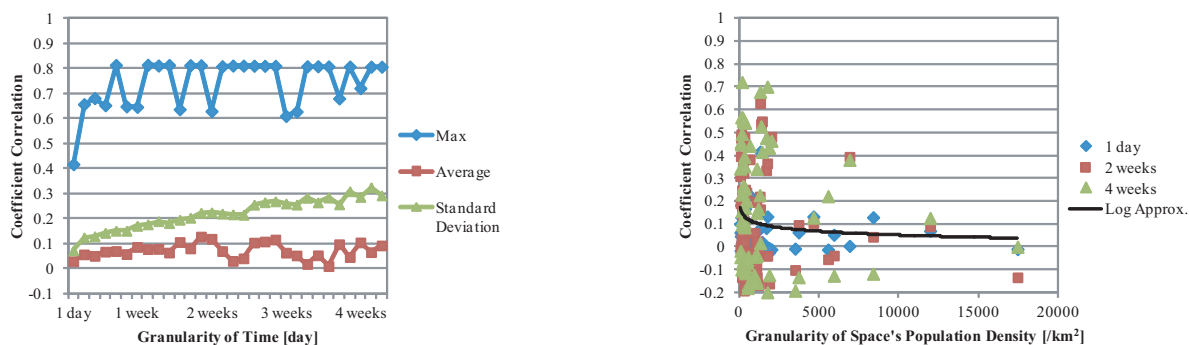 1
0.9
0.8
0.7
0.6
0.5
0.4
0.3
0.2
0.1
0
-0.1
Coefficient Correlation
1 day 1 week 2 weeks 3 weeks 4 weeks
Granularity of Time [day]
Max
Average
Standard
Deviation
1
0.9
0.8
0.7
0.6
0.5
0.4
0.3
0.2
0.1
0
-0.1
-0.2
Coefficient Correlation
0 5000 10000 15000 20000
Granularity of Space's Population Density [/km²]
1 day
2 weeks
4 weeks
Log Approx.